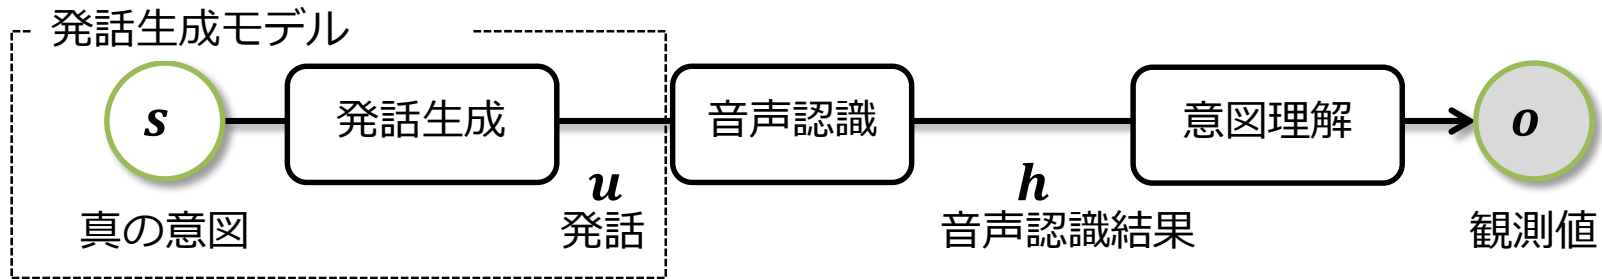 発話生成モデル
s
発話生成
音声認識
意図理解
o
u
h
真の意図
発話
音声認識結果
観測値